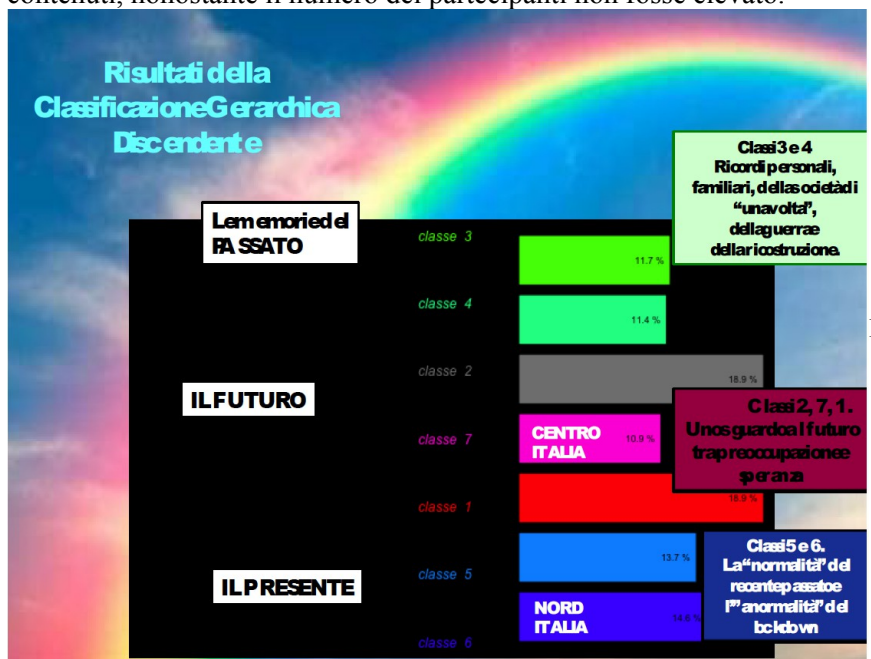 contenuti, nonostante il numero dei partecipanti non fosse elevato.
Risultati della
Classificazione Gerarchica
Discendente
Classi 3 e 4
Ricordi personali,
familiari, della società di
“una volta”,
della guerra e
della ricostruzione.
Le memorie del
PASSATO
classe 3
11.7 %
classe 4
11.4 %
classe 2
18.9 %
IL FUTURO
Classi 2, 7, 1.
Uno sguardo al futuro
tra preoccupazione e
speranza
classe 7
CENTRO
ITALIA
10.9 %
classe 1
18.9 %
Classi 5 e 6.
La “normalità” del
recente passato e
l’”anormalità” del
lockdown
classe 5
13.7 %
IL PRESENTE
NORD
ITALIA
14.6 %
classe 6